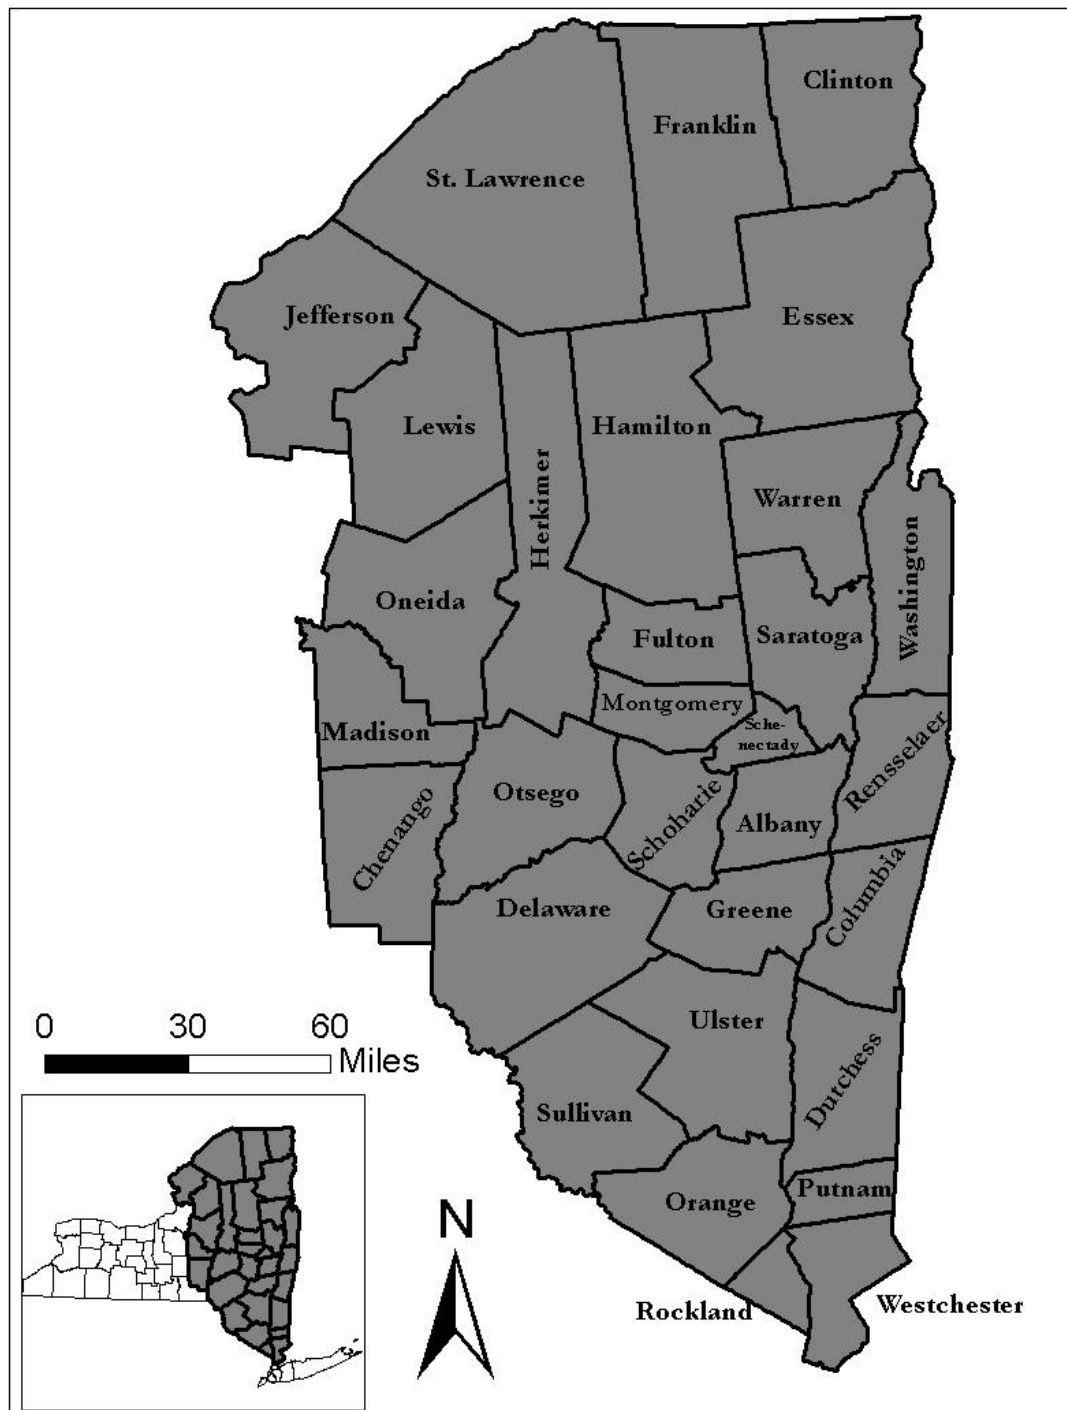 Clinton
Franklin
St. Lawrence
Jefferson
Essex
Lewis
Hamilton
Herkimer
Warren
Washington
Oneida
Fulton
Saratoga
Montgomery
Madison
Sche-
nectady
Rensselaer
Otsego
Schoharie
Albany
Chenango
Delaware
Greene
Columbia
0 30 60
Miles
Ulster
Dutchess
Sullivan
Putnam
Orange
N
Rockland
Westchester